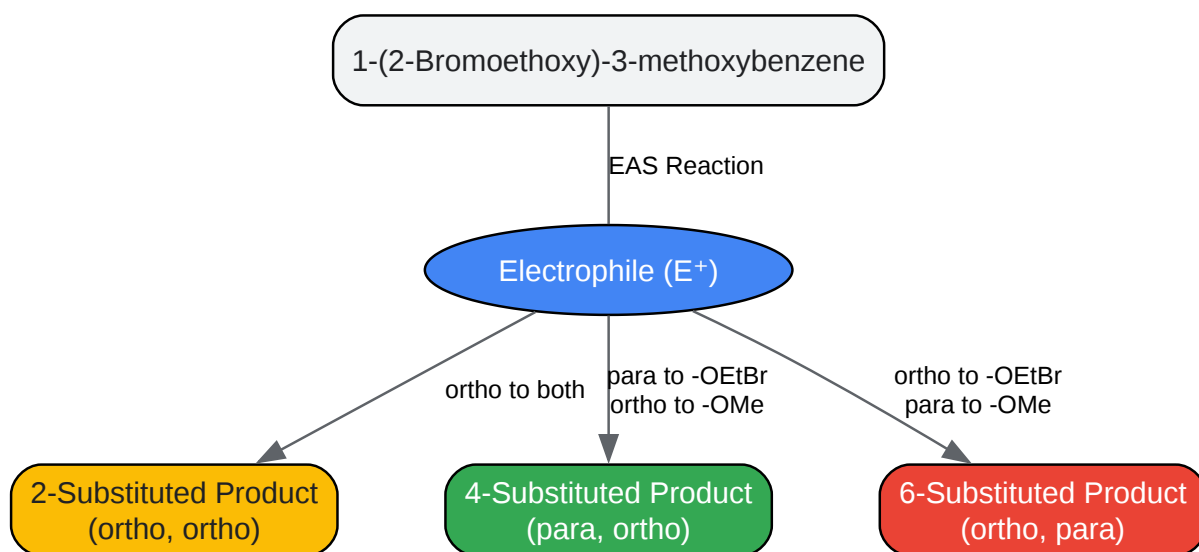 1-(2-Bromoethoxy)-3-methoxybenzene
EAS Reaction
Electrophile (E⁺)
ortho to both
para to -OEtBr
ortho to -OMe
ortho to -OEtBr
para to -OMe
2-Substituted Product
(ortho, ortho)
4-Substituted Product
(para, ortho)
6-Substituted Product
(ortho, para)